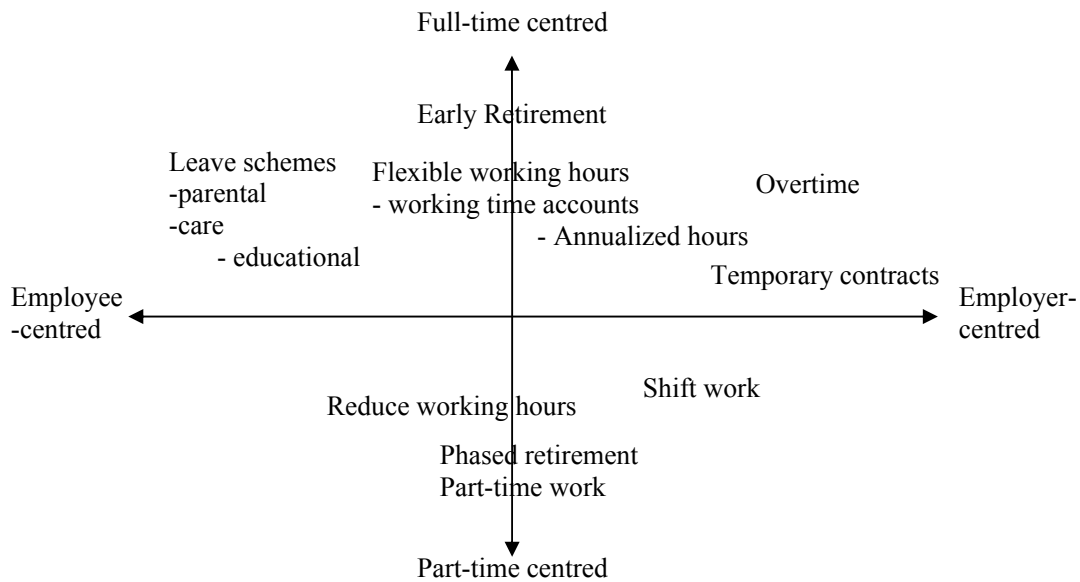 Full-time centred
Early Retirement
Leave schemes
-parental
-care
- educational
Flexible working hours
- working time accounts
- Annualized hours
Overtime
Temporary contracts
Employee
-centred
Employer-
centred
Shift work
Reduce working hours
Phased retirement
Part-time work
Part-time centred